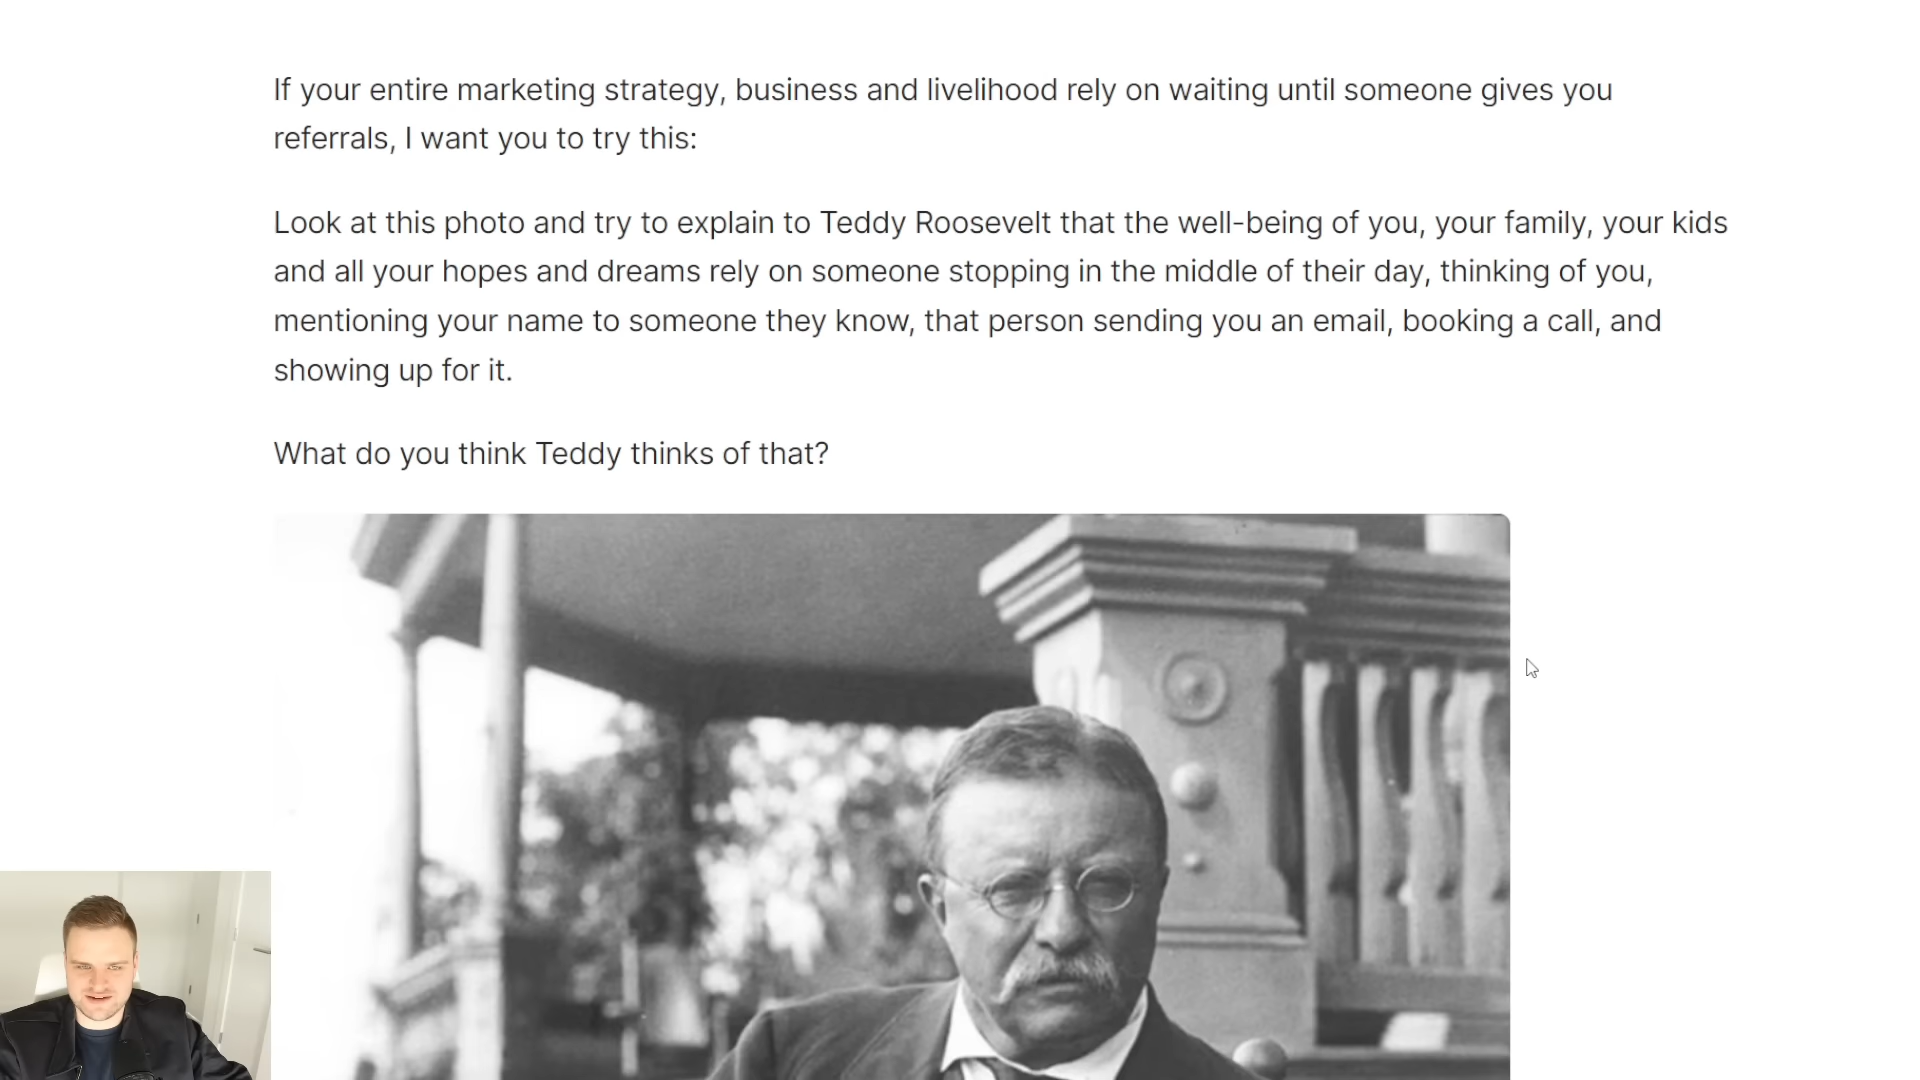 If your entire marketing strategy, business and livelihood rely on waiting until someone gives you
referrals, I want you to try this:
Look at this photo and try to explain to Teddy Roosevelt that the well-being of you, your family, your kids
and all your hopes and dreams rely on someone stopping in the middle of their day, thinking of you,
mentioning your name to someone they know, that person sending you an email, booking a call, and
showing up for it.
What do you think Teddy thinks of that?